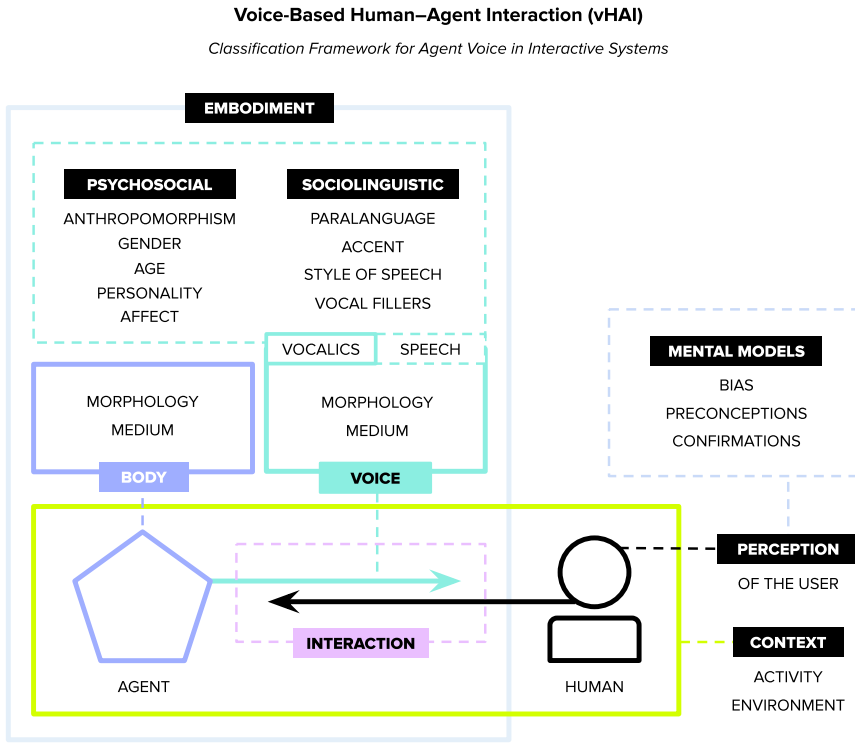 Voice-Based Human–Agent Interaction (vHAI)
Classification Framework for Agent Voice in Interactive Systems
EMBODIMENT
PSYCHOSOCIAL
ANTHROPOMORPHISM
GENDER
AGE
PERSONALITY
AFFECT
SOCIOLINGUISTIC
PARALANGUAGE
ACCENT
STYLE OF SPEECH
VOCAL FILLERS
VOCALICS
SPEECH
MORPHOLOGY
MEDIUM
BODY
MORPHOLOGY
MEDIUM
VOICE
MENTAL MODELS
BIAS
PRECONCEPTIONS
CONFIRMATIONS
PERCEPTION
OF THE USER
INTERACTION
AGENT
HUMAN
CONTEXT
ACTIVITY
ENVIRONMENT